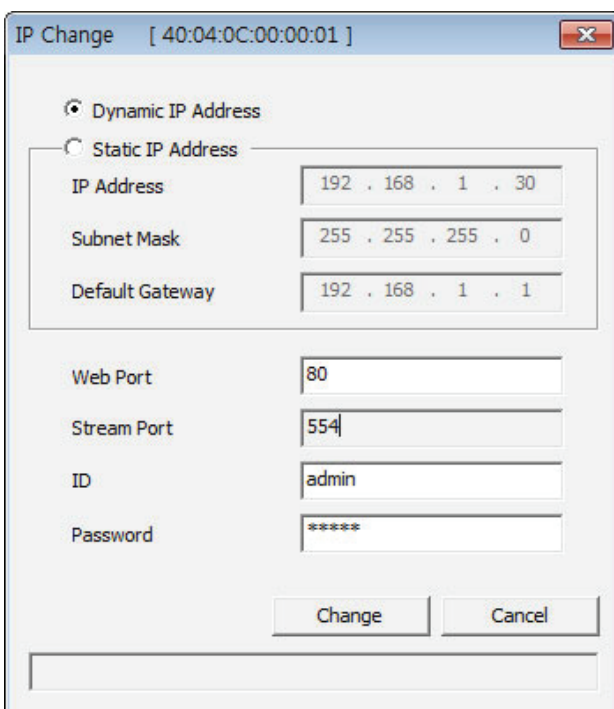 IP Change [ 40:04:0C:00:00:01 ]
Dynamic IP Address
Static IP Address
IP Address 192 . 168 . 1 . 30
Subnet Mask 255 . 255 . 255 . 0
Default Gateway 192 . 168 . 1 . 1
Web Port 80
Stream Port 554
ID admin
Password *****
Change Cancel